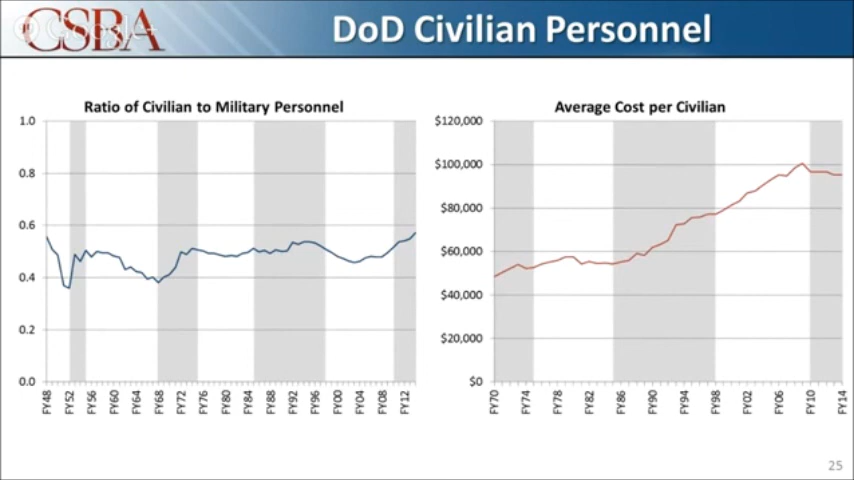 CSBA
Google+
DoD Civilian Personnel
Ratio of Civilian to Military Personnel
1.0
0.8
0.6
0.4
0.2
0.0
FY48
FY52
FY56
FY60
FY64
FY68
FY72
FY76
FY80
FY84
FY88
FY92
FY96
FY00
FY04
FY08
FY12
Average Cost per Civilian
$120,000
$100,000
$80,000
$60,000
$40,000
$20,000
$0
FY70
FY74
FY78
FY82
FY86
FY90
FY94
FY98
FY02
FY06
FY10
FY14
25